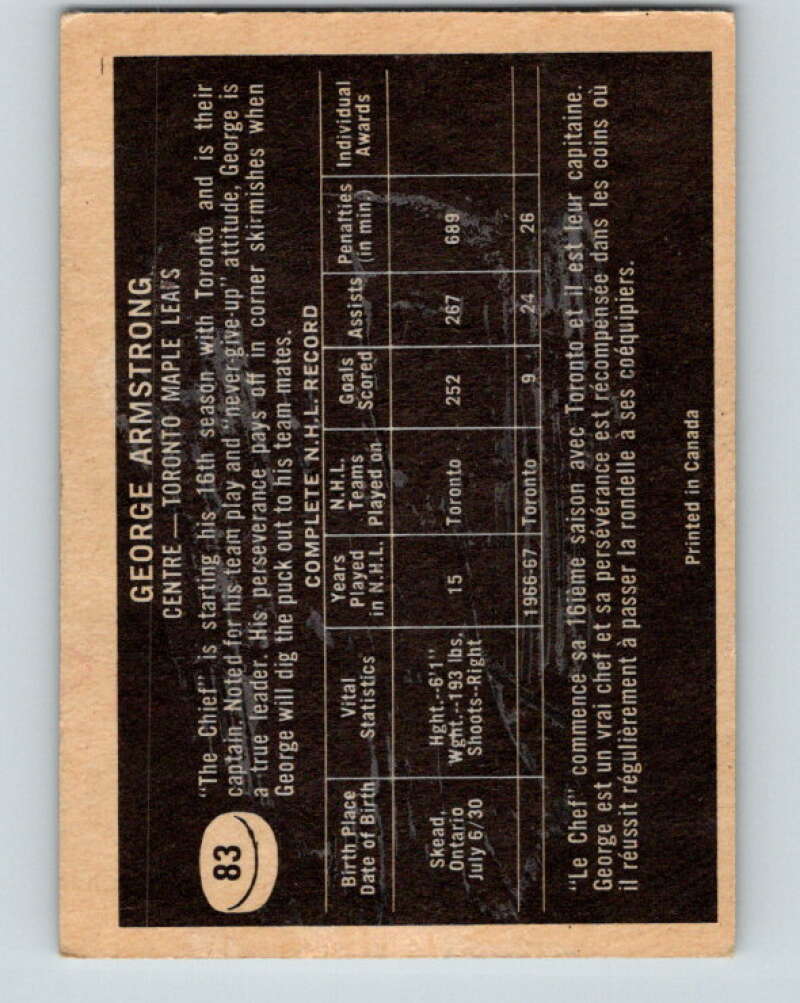 83
GEORGE ARMSTRONG
CENTRE — TORONTO MAPLE LEAFS
"The Chief" is starting his 16th season with Toronto and is their
captain. Noted for his team play and "never-give-up" attitude, George is
a true leader. His perseverance pays off in corner skirmishes when
George will dig the puck out to his team mates.
COMPLETE N.H.L. RECORD
Birth Place Vital Years N.H.L. Goals Assists Penalties Individual
Date of Birth Statistics Played Teams Scored (in min.) Awards
in N.H.L. Played on
Skead, Hght.--6'1" 15 Toronto 252 267 689
Ontario Wght.--193 lbs.
July 6/30 Shoots--Right
1966-67 Toronto 9 24 26
"Le Chef" commence sa 16ième saison avec Toronto et il est leur capitaine.
George est un vrai chef et sa persévérance est récompensée dans les coins où
il réussit régulièrement à passer la rondelle à ses coéquipiers.
Printed in Canada